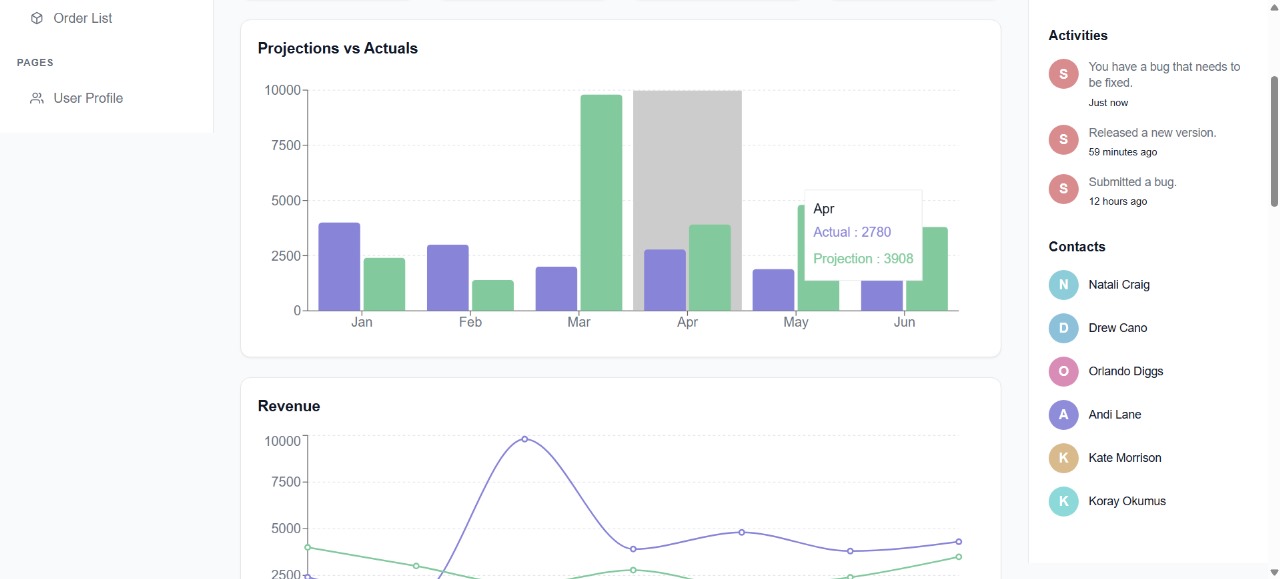 Order List
PAGES
User Profile
Projections vs Actuals
10000
7500
5000
2500
0
Jan
Feb
Mar
Apr
May
Jun
Apr
Actual : 2780
Projection : 3908
Revenue
10000
7500
5000
2500
Activities
S
You have a bug that needs to
be fixed.
Just now
S
Released a new version.
59 minutes ago
S
Submitted a bug.
12 hours ago
Contacts
N
Natali Craig
D
Drew Cano
O
Orlando Diggs
A
Andi Lane
K
Kate Morrison
K
Koray Okumus